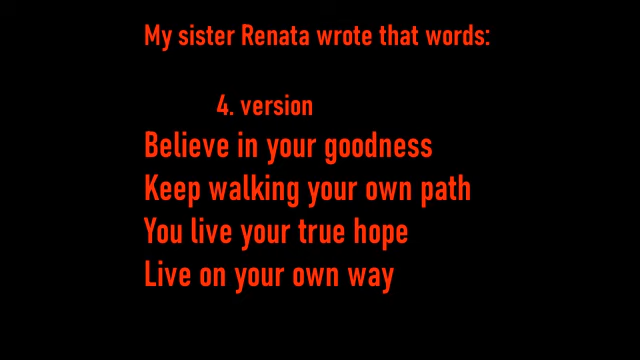 My sister Renata wrote that words:
4. version
Believe in your goodness
Keep walking your own path
You live your true hope
Live on your own way